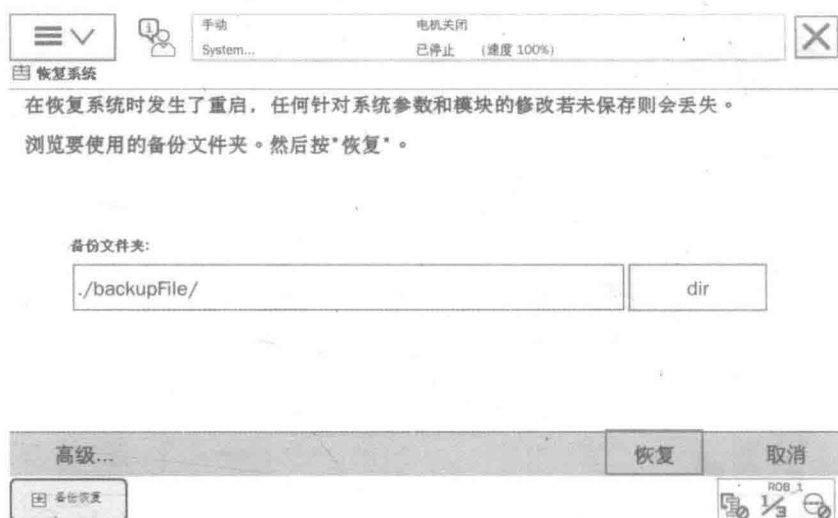 手动
电机关闭
System...
已停止 (速度 100%)
恢复系统
在恢复系统时发生了重启，任何针对系统参数和模块的修改若未保存则会丢失。
浏览要使用的备份文件夹。然后按"恢复"。
备份文件夹:
./backupFile/
dir
高级...
恢复
取消
备份恢复
ROB_1
1/3